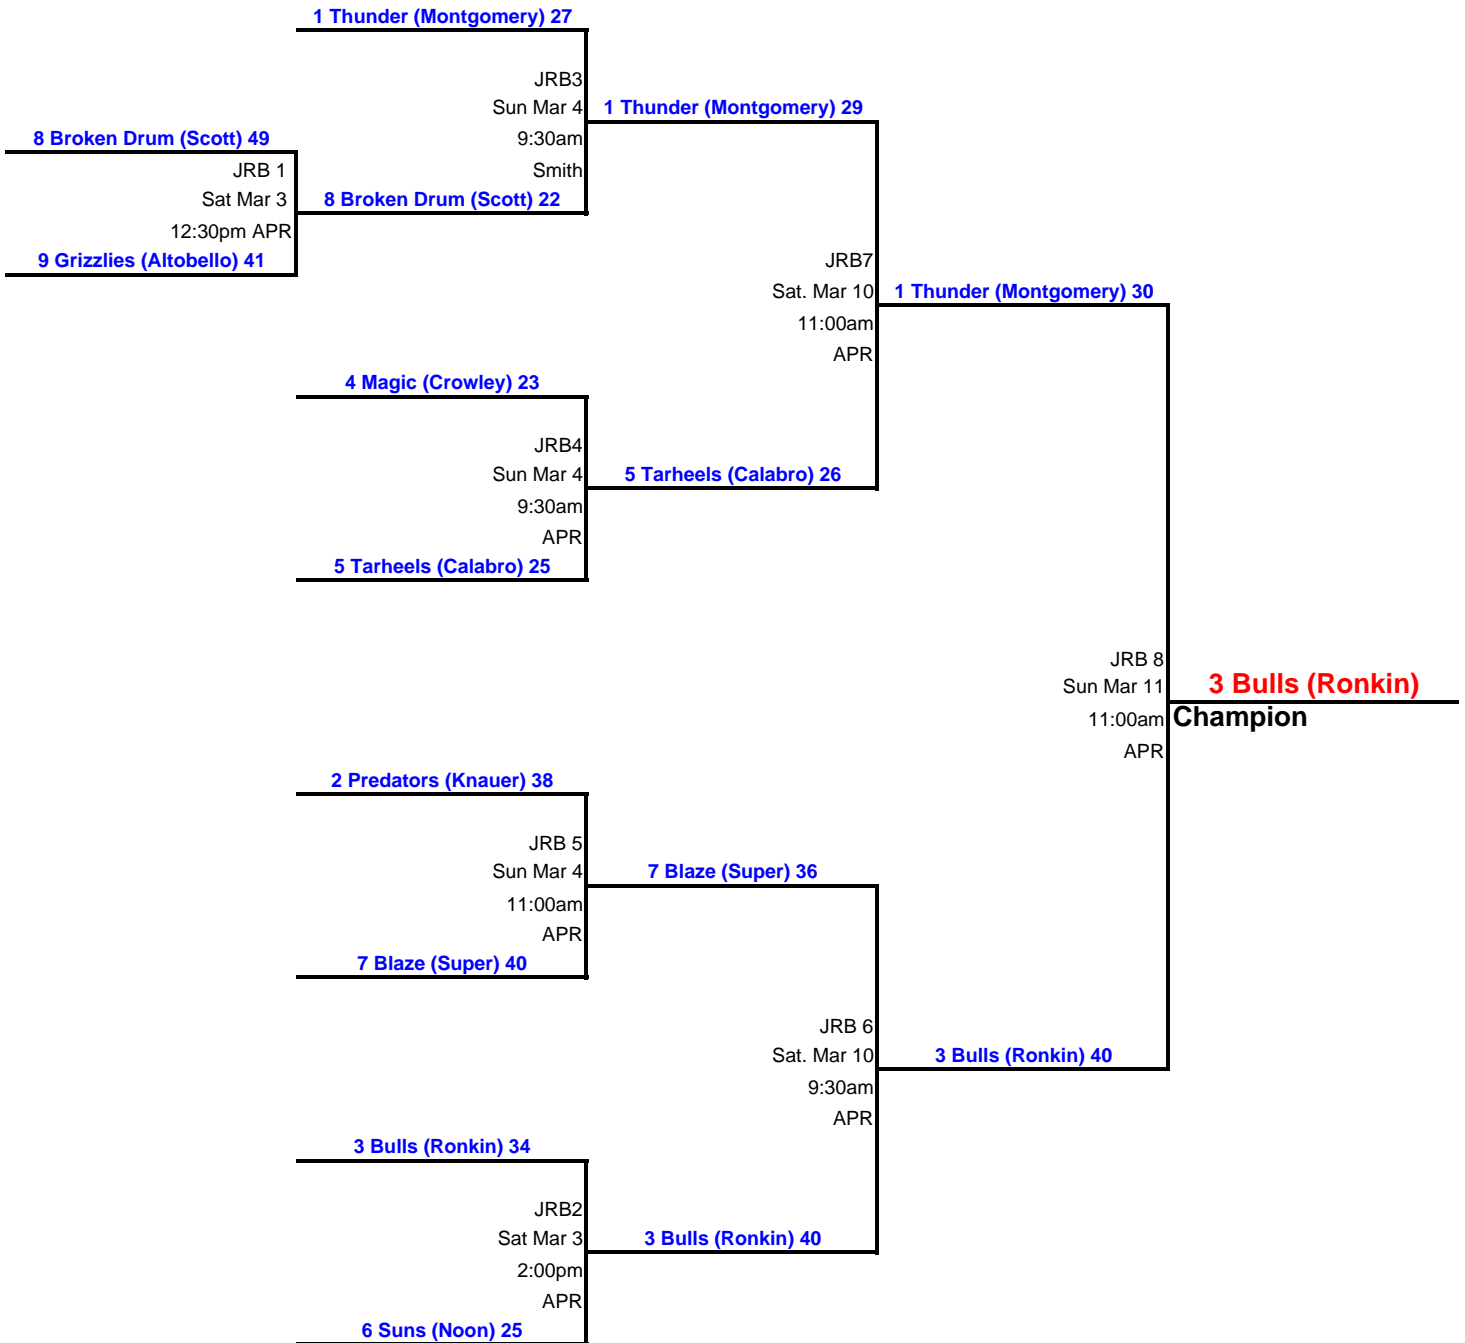 1 Thunder (Montgomery) 27
JRB3
Sun Mar 4
1 Thunder (Montgomery) 29
9:30am
8 Broken Drum (Scott) 49
JRB 1
Smith
Sat Mar 3
8 Broken Drum (Scott) 22
12:30pm APR
9 Grizzlies (Altobello) 41
JRB7
Sat. Mar 10
1 Thunder (Montgomery) 30
11:00am
APR
4 Magic (Crowley) 23
JRB4
Sun Mar 4
5 Tarheels (Calabro) 26
9:30am
APR
5 Tarheels (Calabro) 25
JRB 8
Sun Mar 11
3 Bulls (Ronkin)
11:00am
Champion
APR
2 Predators (Knauer) 38
JRB 5
Sun Mar 4
7 Blaze (Super) 36
11:00am
APR
7 Blaze (Super) 40
JRB 6
Sat. Mar 10
3 Bulls (Ronkin) 40
9:30am
APR
3 Bulls (Ronkin) 34
JRB2
Sat Mar 3
3 Bulls (Ronkin) 40
2:00pm
APR
6 Suns (Noon) 25